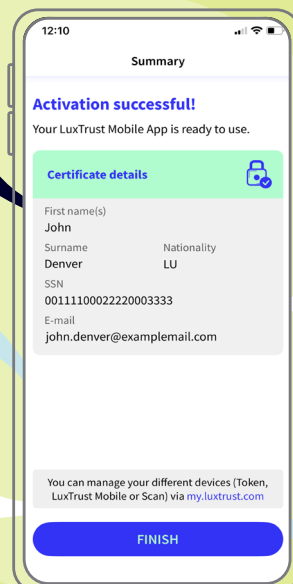 12:10
Summary
Activation successful!
Your LuxTrust Mobile App is ready to use.
Certificate details
First name(s)
John
Surname Nationality
Denver LU
SSN
00111100022220003333
E-mail
john.denver@examplemail.com
You can manage your different devices (Token,
LuxTrust Mobile or Scan) via my.luxtrust.com
FINISH